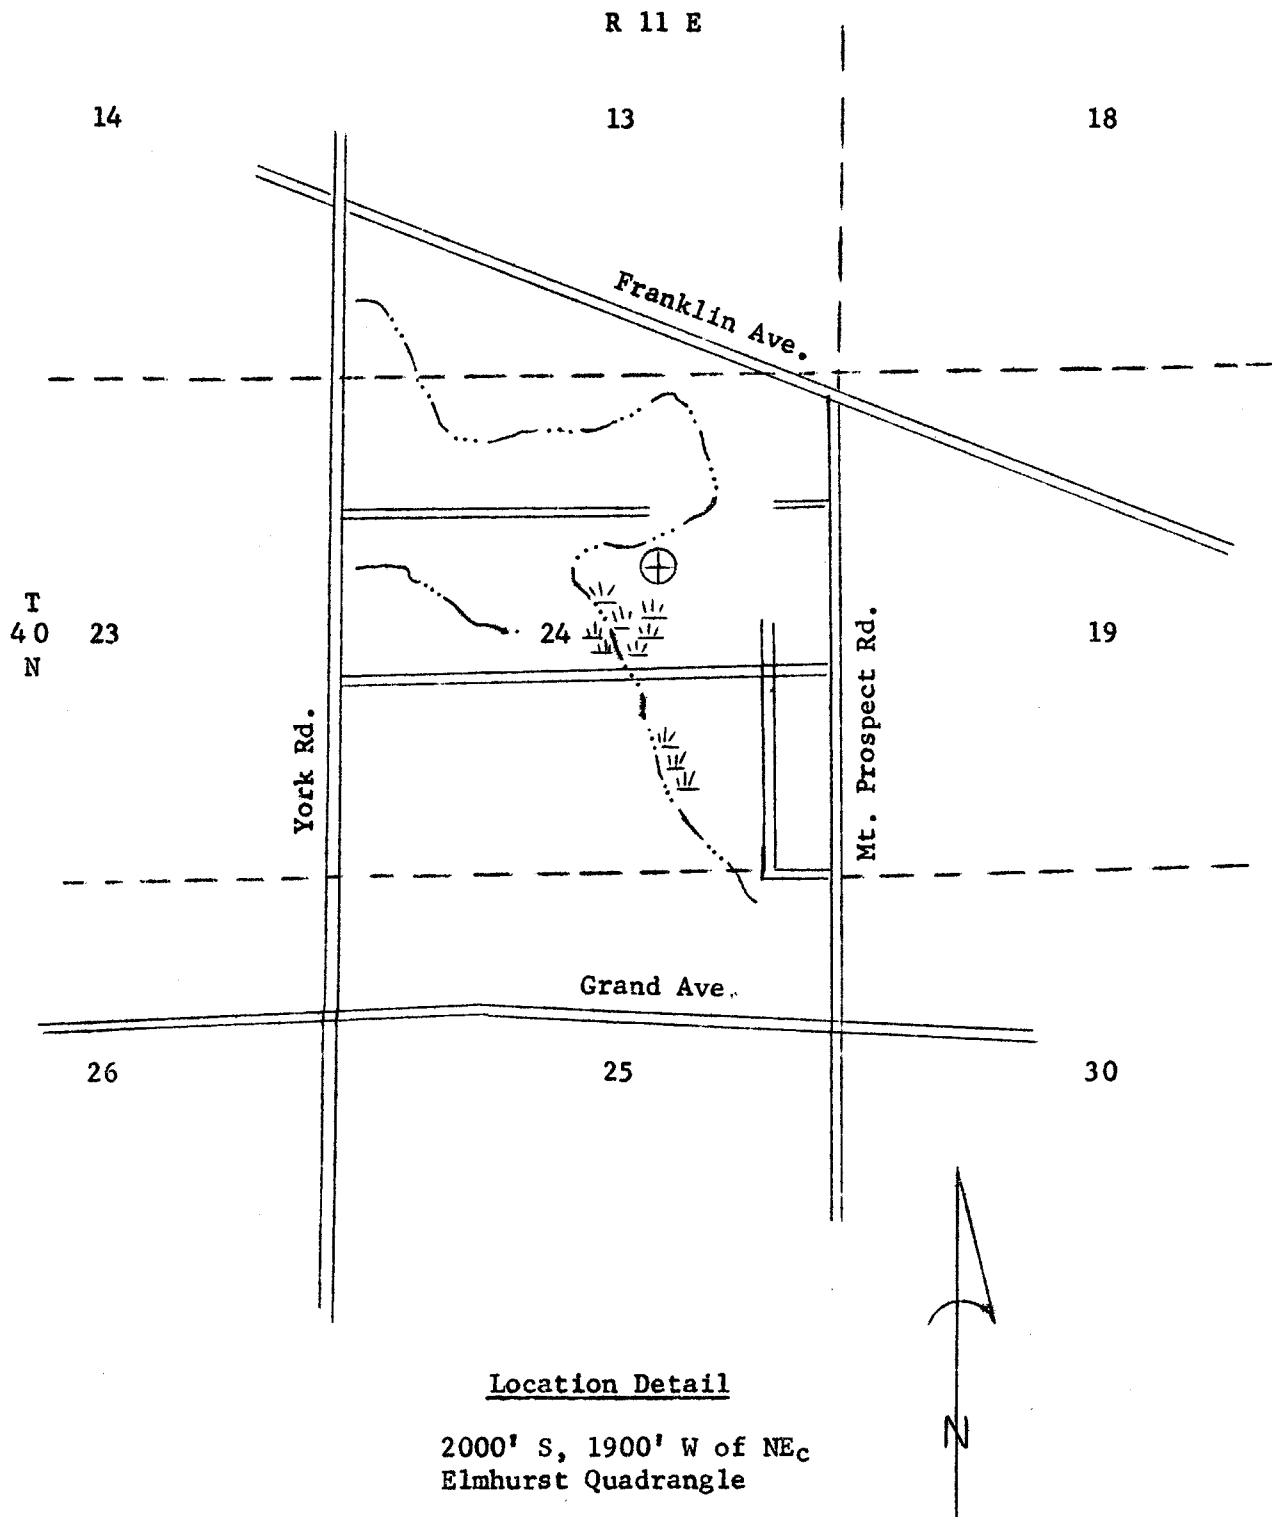 R 11 E
14 13 18
Franklin Ave.
T
40 23 24 19
N
York Rd.
Mt. Prospect Rd.
Grand Ave.
26 25 30
Location Detail
2000' S, 1900' W of NEc
Elmhurst Quadrangle
N